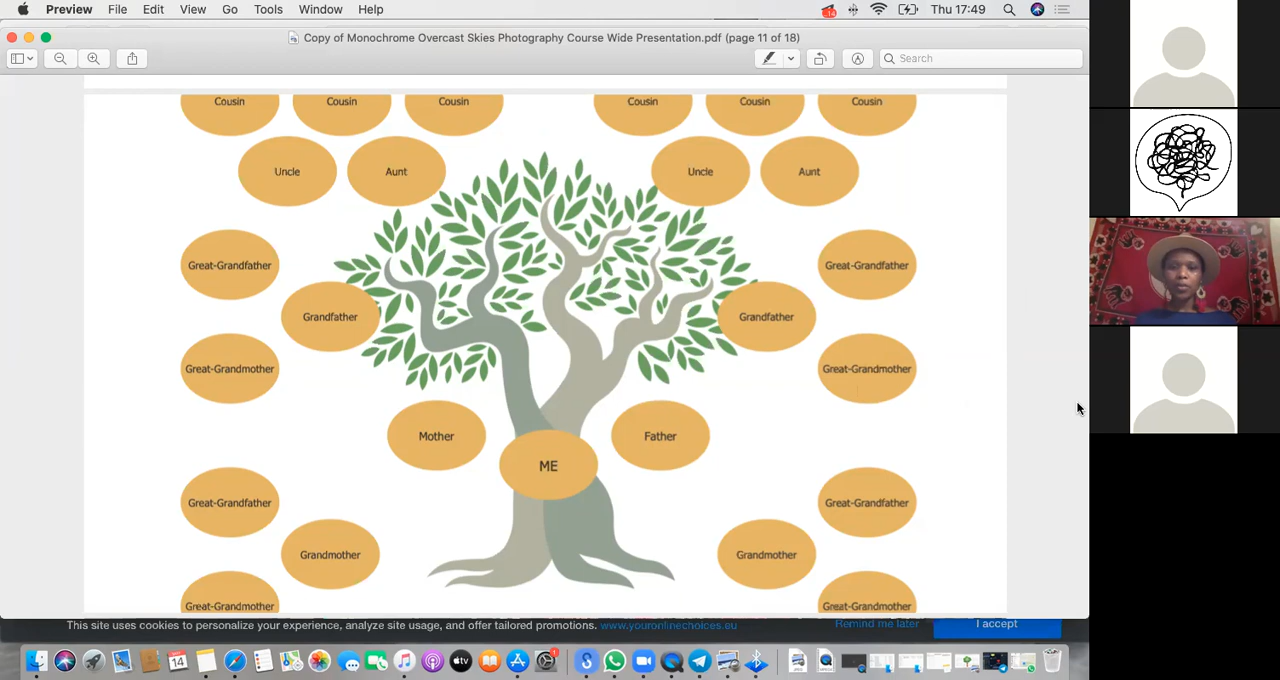 Preview File Edit View Go Tools Window Help
14
Thu 17:49
Copy of Monochrome Overcast Skies Photography Course Wide Presentation.pdf (page 11 of 18)
Search
Cousin Cousin Cousin Cousin Cousin Cousin
Uncle Aunt Uncle Aunt
Great-Grandfather Great-Grandfather
Grandfather Grandfather
Great-Grandmother Great-Grandmother
Mother Father
ME
Great-Grandfather Great-Grandfather
Grandmother Grandmother
Great-Grandmother Great-Grandmother
This site uses cookies to personalize your experience, analyze site usage, and offer tailored promotions. www.youronlinechoices.eu Remind me later I accept
14 tv 1